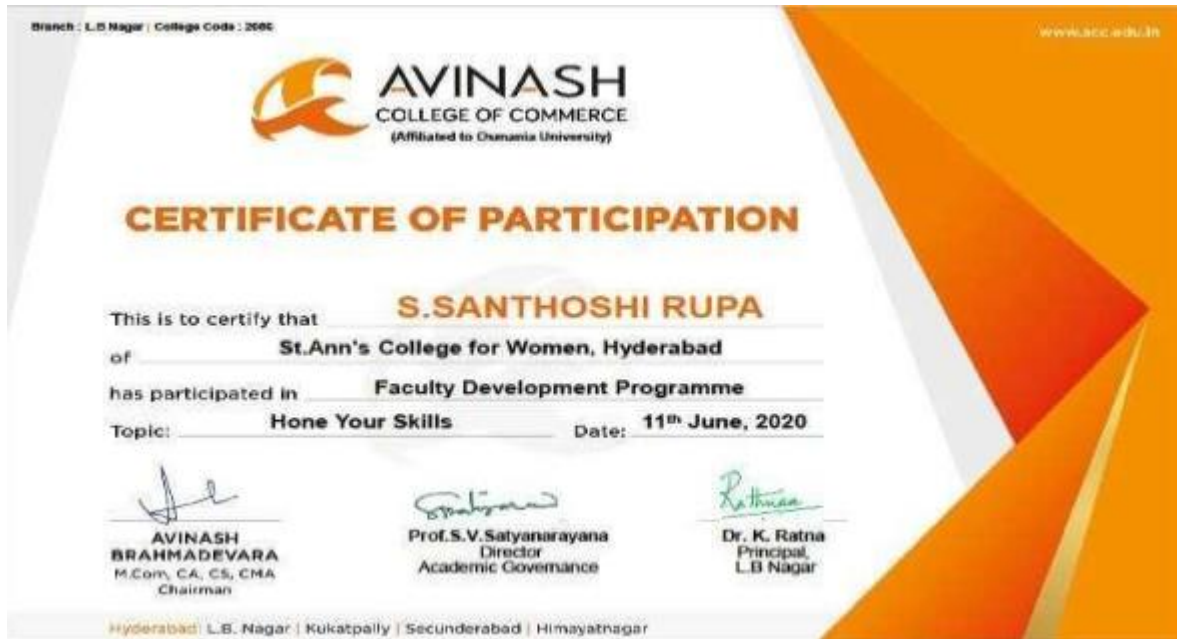 Branch : L.B Nagar | College Code : 2086
www.acc.edu.in
AVINASH
COLLEGE OF COMMERCE
(Affiliated to Osmania University)
CERTIFICATE OF PARTICIPATION
This is to certify that S.SANTHOSHI RUPA
of St.Ann's College for Women, Hyderabad
has participated in Faculty Development Programme
Topic: Hone Your Skills Date: 11th June, 2020
AVINASH
BRAHMADEVARA
M.Com, CA, CS, CMA
Chairman
Prof.S.V.Satyanarayana
Director
Academic Governance
Dr. K. Ratna
Principal,
L.B Nagar
Hyderabad: L.B. Nagar | Kukatpally | Secunderabad | Himayatnagar